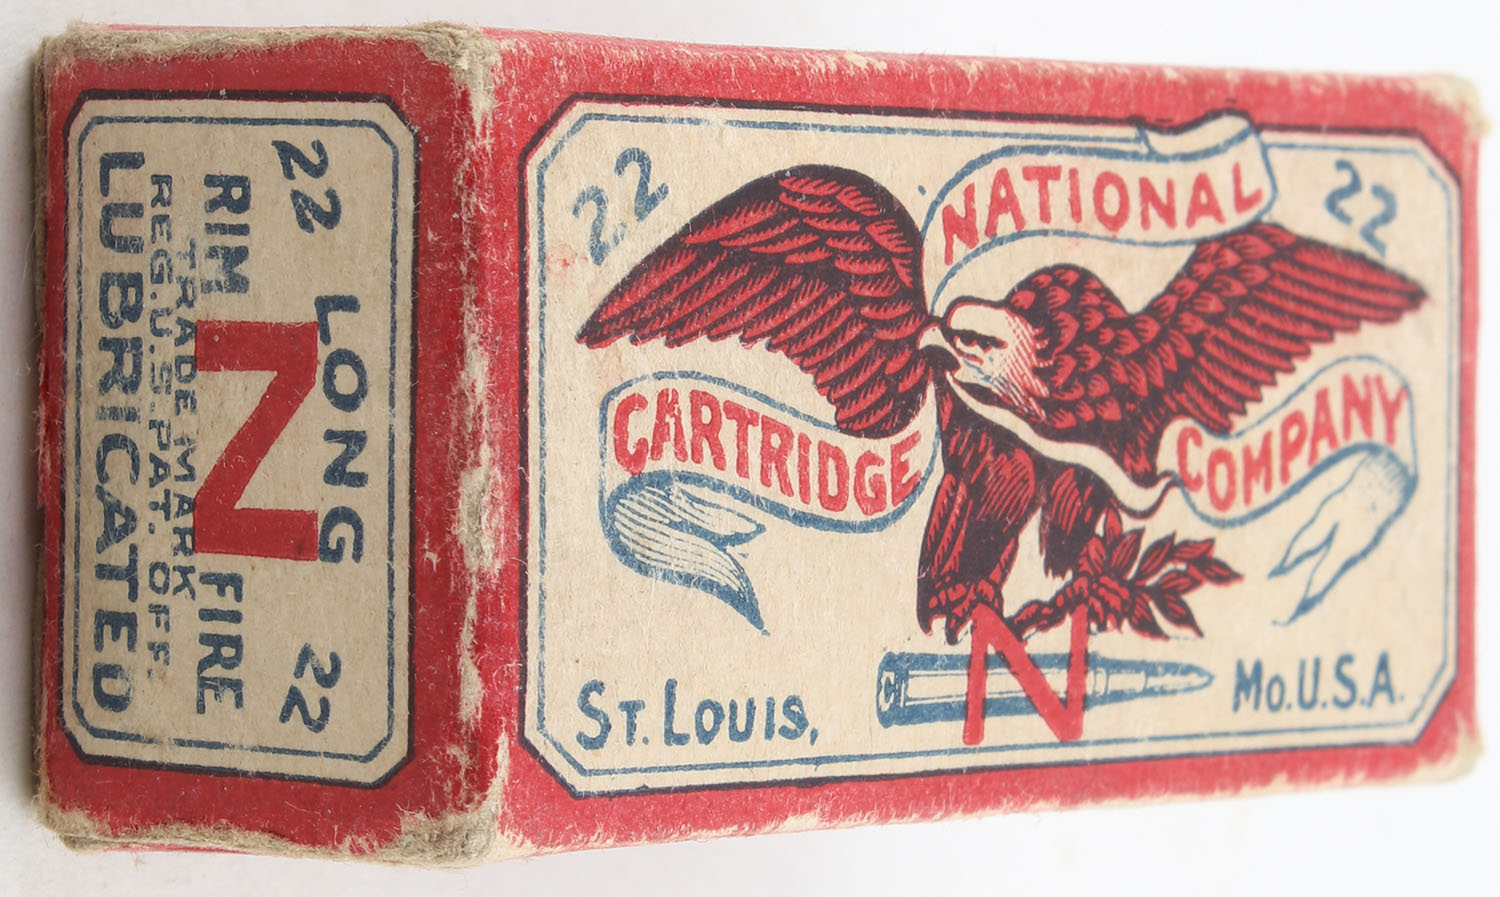 22 22
NATIONAL
CARTRIDGE COMPANY
N
ST. LOUIS, MO. U.S.A.
22 LONG 22
RIM N FIRE
TRADE MARK
REG. U.S. PAT. OFF.
LUBRICATED